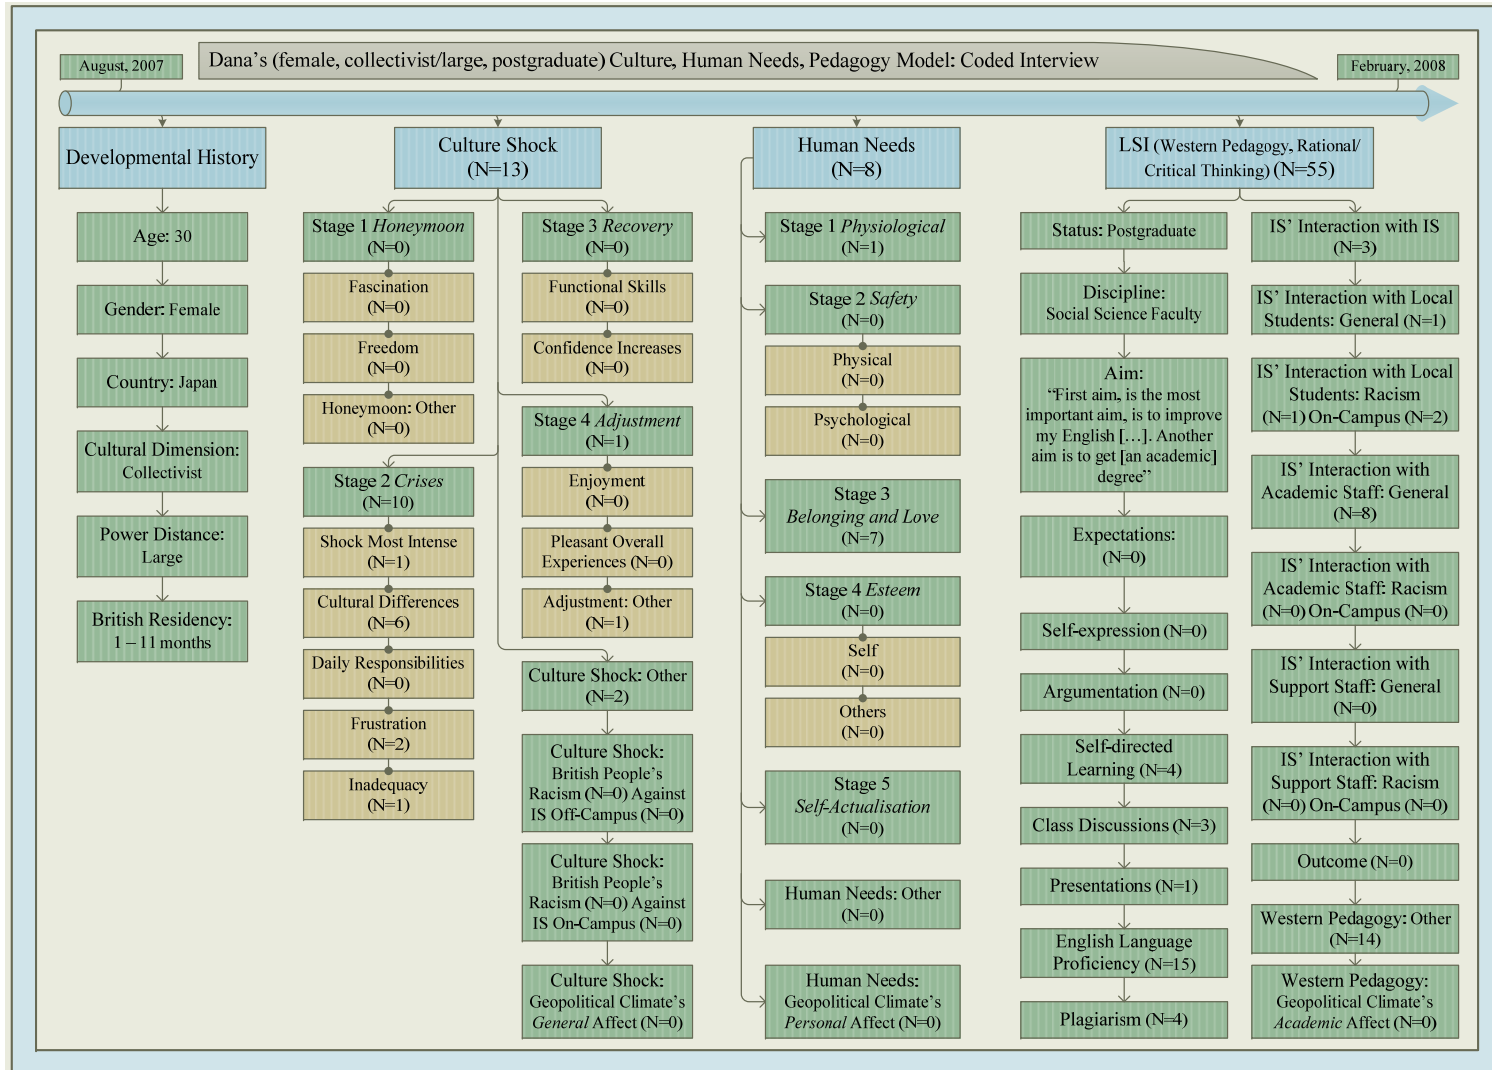 August, 2007
Dana’s (female, collectivist/large, postgraduate) Culture, Human Needs, Pedagogy Model: Coded Interview
February, 2008
Developmental History
Age: 30
Gender: Female
Country: Japan
Cultural Dimension:
Collectivist
Power Distance:
Large
British Residency:
1 – 11 months
Culture Shock
(N=13)
Stage 1 Honeymoon
(N=0)
Fascination
(N=0)
Freedom
(N=0)
Honeymoon: Other
(N=0)
Stage 2 Crises
(N=10)
Shock Most Intense
(N=1)
Cultural Differences
(N=6)
Daily Responsibilities
(N=0)
Frustration
(N=2)
Inadequacy
(N=1)
Stage 3 Recovery
(N=0)
Functional Skills
(N=0)
Confidence Increases
(N=0)
Stage 4 Adjustment
(N=1)
Enjoyment
(N=0)
Pleasant Overall
Experiences (N=0)
Adjustment: Other
(N=1)
Culture Shock: Other
(N=2)
Culture Shock:
British People’s
Racism (N=0) Against
IS Off-Campus (N=0)
Culture Shock:
British People’s
Racism (N=0) Against
IS On-Campus (N=0)
Culture Shock:
Geopolitical Climate’s
General Affect (N=0)
Human Needs
(N=8)
Stage 1 Physiological
(N=1)
Stage 2 Safety
(N=0)
Physical
(N=0)
Psychological
(N=0)
Stage 3
Belonging and Love
(N=7)
Stage 4 Esteem
(N=0)
Self
(N=0)
Others
(N=0)
Stage 5
Self-Actualisation
(N=0)
Human Needs: Other
(N=0)
Human Needs:
Geopolitical Climate’s
Personal Affect (N=0)
LSI (Western Pedagogy, Rational/
Critical Thinking) (N=55)
Status: Postgraduate
Discipline:
Social Science Faculty
Aim:
“First aim, is the most
important aim, is to improve
my English [...]. Another
aim is to get [an academic]
degree”
Expectations:
(N=0)
Self-expression (N=0)
Argumentation (N=0)
Self-directed
Learning (N=4)
Class Discussions (N=3)
Presentations (N=1)
English Language
Proficiency (N=15)
Plagiarism (N=4)
IS’ Interaction with IS
(N=3)
IS’ Interaction with Local
Students: General (N=1)
IS’ Interaction with Local
Students: Racism
(N=1) On-Campus (N=2)
IS’ Interaction with
Academic Staff: General
(N=8)
IS’ Interaction with
Academic Staff: Racism
(N=0) On-Campus (N=0)
IS’ Interaction with
Support Staff: General
(N=0)
IS’ Interaction with
Support Staff: Racism
(N=0) On-Campus (N=0)
Outcome (N=0)
Western Pedagogy: Other
(N=14)
Western Pedagogy:
Geopolitical Climate’s
Academic Affect (N=0)